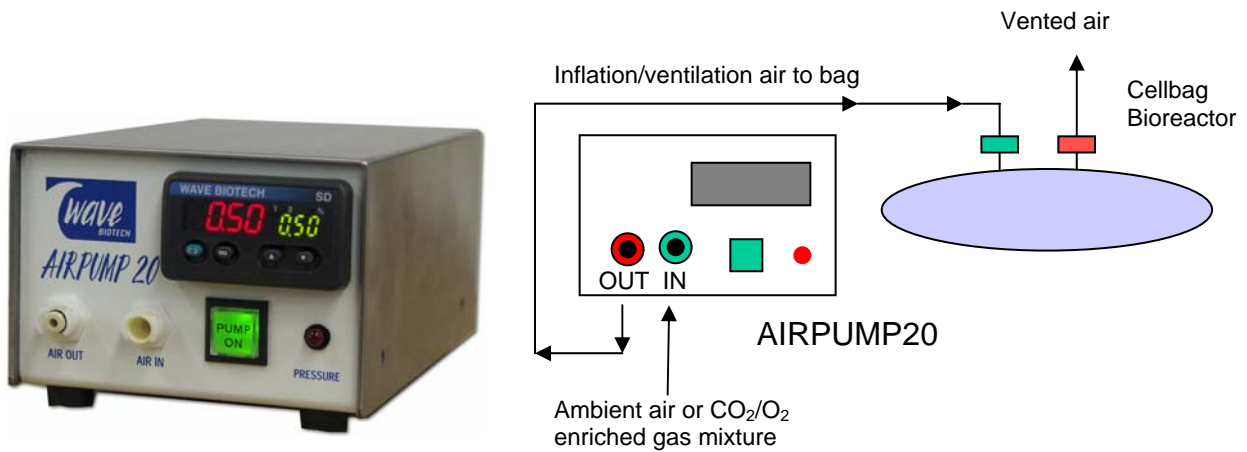 wave
BIOTECH
AIRPUMP 20
WAVE BIOTECH
SD
0.50
1 2 %
0.50
PUMP
ON
AIR OUT
AIR IN
PRESSURE
Vented air
Inflation/ventilation air to bag
Cellbag
Bioreactor
OUT IN
AIRPUMP20
Ambient air or CO₂/O₂
enriched gas mixture